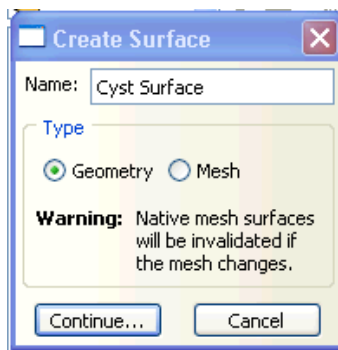 Create Surface
Name: Cyst Surface
Type
Geometry Mesh
Warning: Native mesh surfaces
will be invalidated if
the mesh changes.
Continue... Cancel